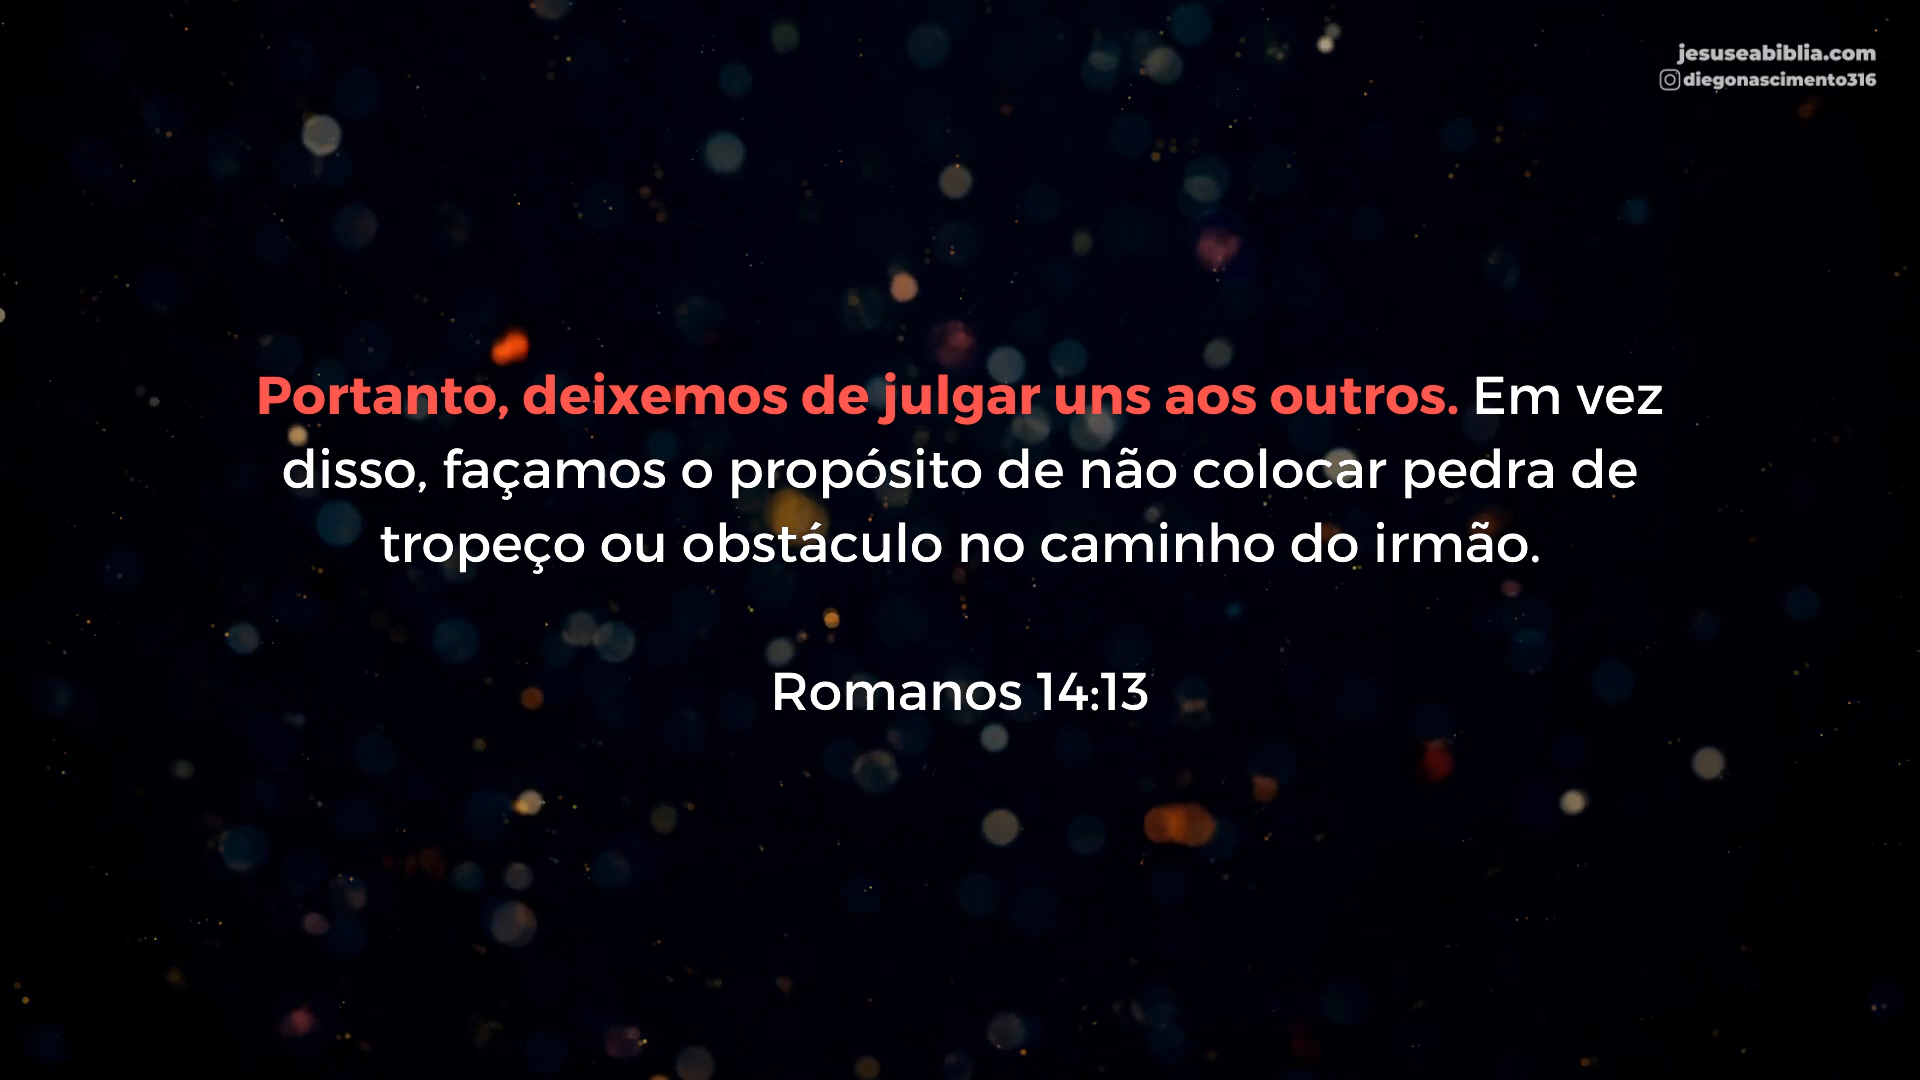 jesuseabiblia.com
diegonascimento316
Portanto, deixemos de julgar uns aos outros. Em vez
disso, façamos o propósito de não colocar pedra de
tropeço ou obstáculo no caminho do irmão.
Romanos 14:13